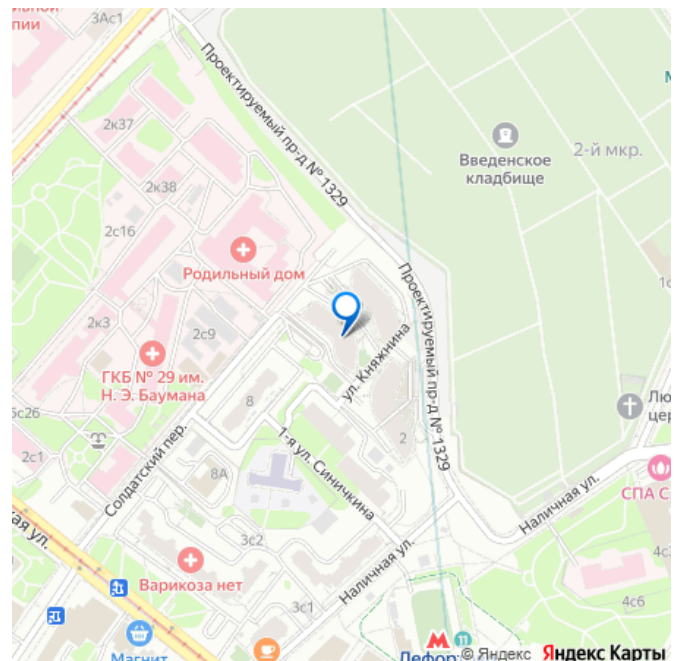 3Ас1
2к37
Проектируемый пр-д № 1329
Введенское
кладбище
2-й мкр.
2к38
2с16
Родильный дом
2к3
2с9
ГКБ № 29 им.
Н. Э. Баумана
Проектируемый пр-д № 1329
ул. Княжнина
8
2
1-я ул. Синичкина
8А
2с1
Солдатский пер.
Наличная ул.
СПА С
3с2
Варикоза нет
3с1
Наличная ул.
4с6
Магнит
Лефор
11
© Яндекс Яндекс Карты